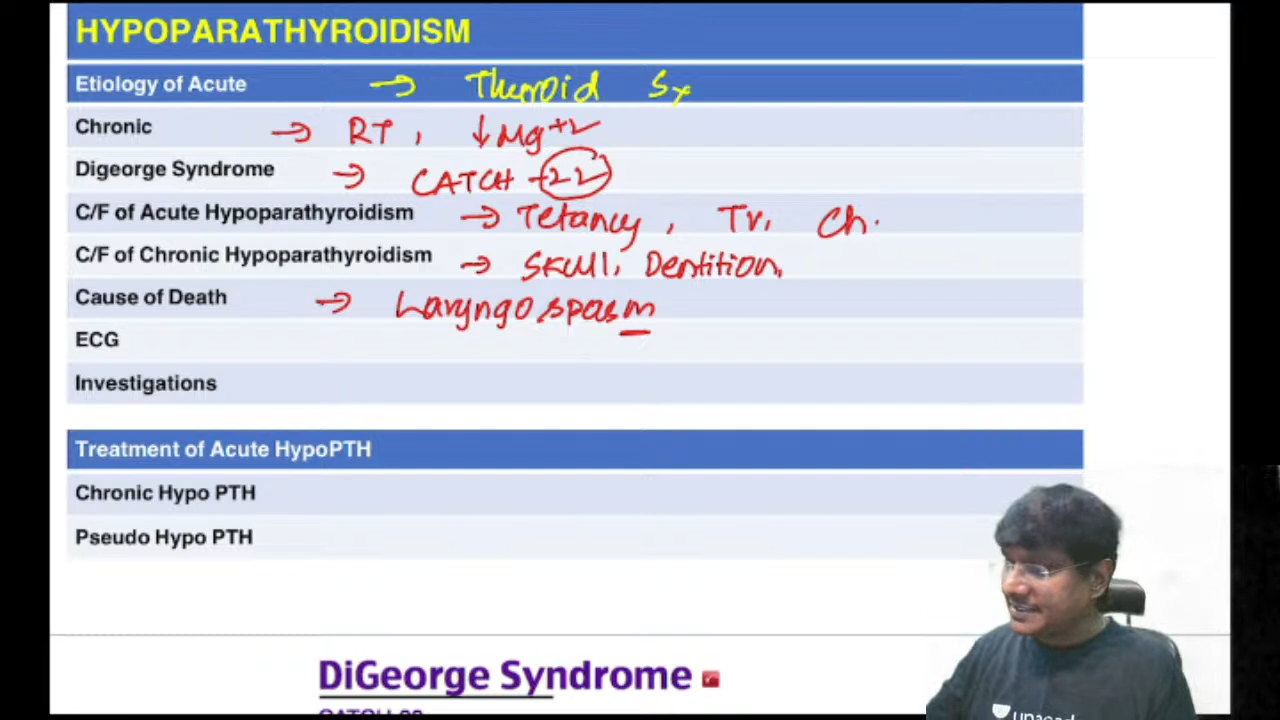 HYPOPARATHYROIDISM
Etiology of Acute → Thyroid Sx
Chronic → RT, ↓Mg+2
Digeorge Syndrome → CATCH -22
C/F of Acute Hypoparathyroidism → Tetancy, Tr, Ch.
C/F of Chronic Hypoparathyroidism → Skull, Dentition,
Cause of Death → Laryngospasm
ECG
Investigations
Treatment of Acute HypoPTH
Chronic Hypo PTH
Pseudo Hypo PTH
DiGeorge Syndrome